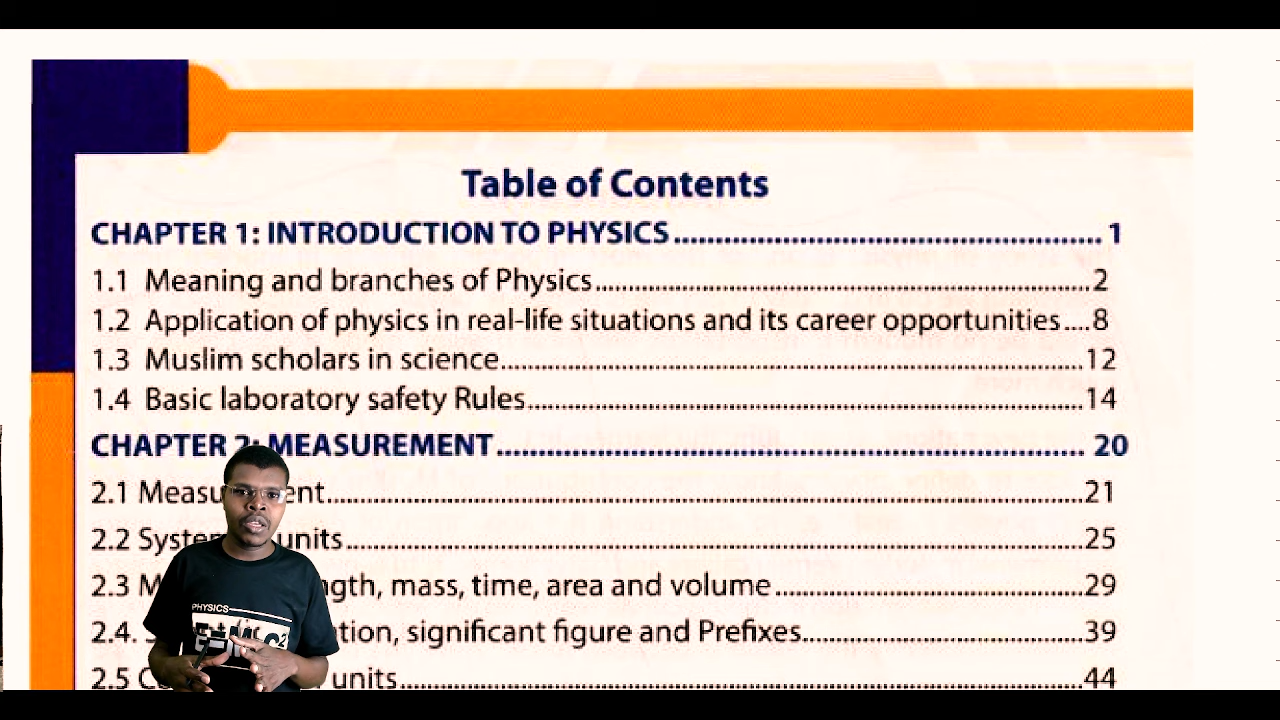 Table of Contents
CHAPTER 1: INTRODUCTION TO PHYSICS.......... 1
1.1 Meaning and branches of Physics..........2
1.2 Application of physics in real-life situations and its career opportunities....8
1.3 Muslim scholars in science..........12
1.4 Basic laboratory safety Rules..........14
CHAPTER 2: MEASUREMENT.......... 20
2.1 ..........21
2.2 units..........25
2.3 mass, time, area and volume..........29
2.4. significant figure and Prefixes..........39
2.5 units..........44
PHYSICS